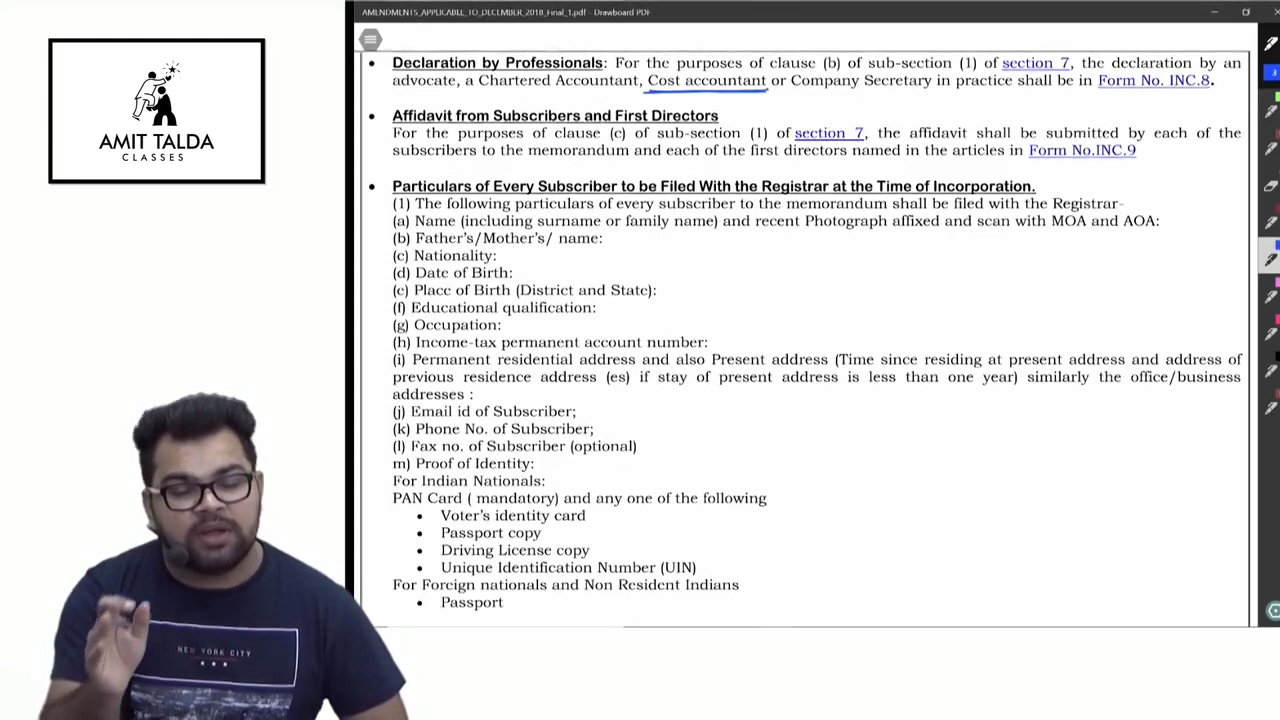 AMENDMENTS_APPLICABLE_TO_DECEMBER_2018_Final_1.pdf - Drawboard PDF
AMIT TALDA
CLASSES
• Declaration by Professionals: For the purposes of clause (b) of sub-section (1) of section 7, the declaration by an
advocate, a Chartered Accountant, Cost accountant or Company Secretary in practice shall be in Form No. INC.8.
• Affidavit from Subscribers and First Directors
For the purposes of clause (c) of sub-section (1) of section 7, the affidavit shall be submitted by each of the
subscribers to the memorandum and each of the first directors named in the articles in Form No.INC.9
• Particulars of Every Subscriber to be Filed With the Registrar at the Time of Incorporation.
(1) The following particulars of every subscriber to the memorandum shall be filed with the Registrar-
(a) Name (including surname or family name) and recent Photograph affixed and scan with MOA and AOA:
(b) Father's/Mother's/ name:
(c) Nationality:
(d) Date of Birth:
(e) Place of Birth (District and State):
(f) Educational qualification:
(g) Occupation:
(h) Income-tax permanent account number:
(i) Permanent residential address and also Present address (Time since residing at present address and address of
previous residence address (es) if stay of present address is less than one year) similarly the office/business
addresses :
(j) Email id of Subscriber;
(k) Phone No. of Subscriber;
(l) Fax no. of Subscriber (optional)
m) Proof of Identity:
For Indian Nationals:
PAN Card ( mandatory) and any one of the following
• Voter's identity card
• Passport copy
• Driving License copy
• Unique Identification Number (UIN)
For Foreign nationals and Non Resident Indians
• Passport
NEW YORK CITY